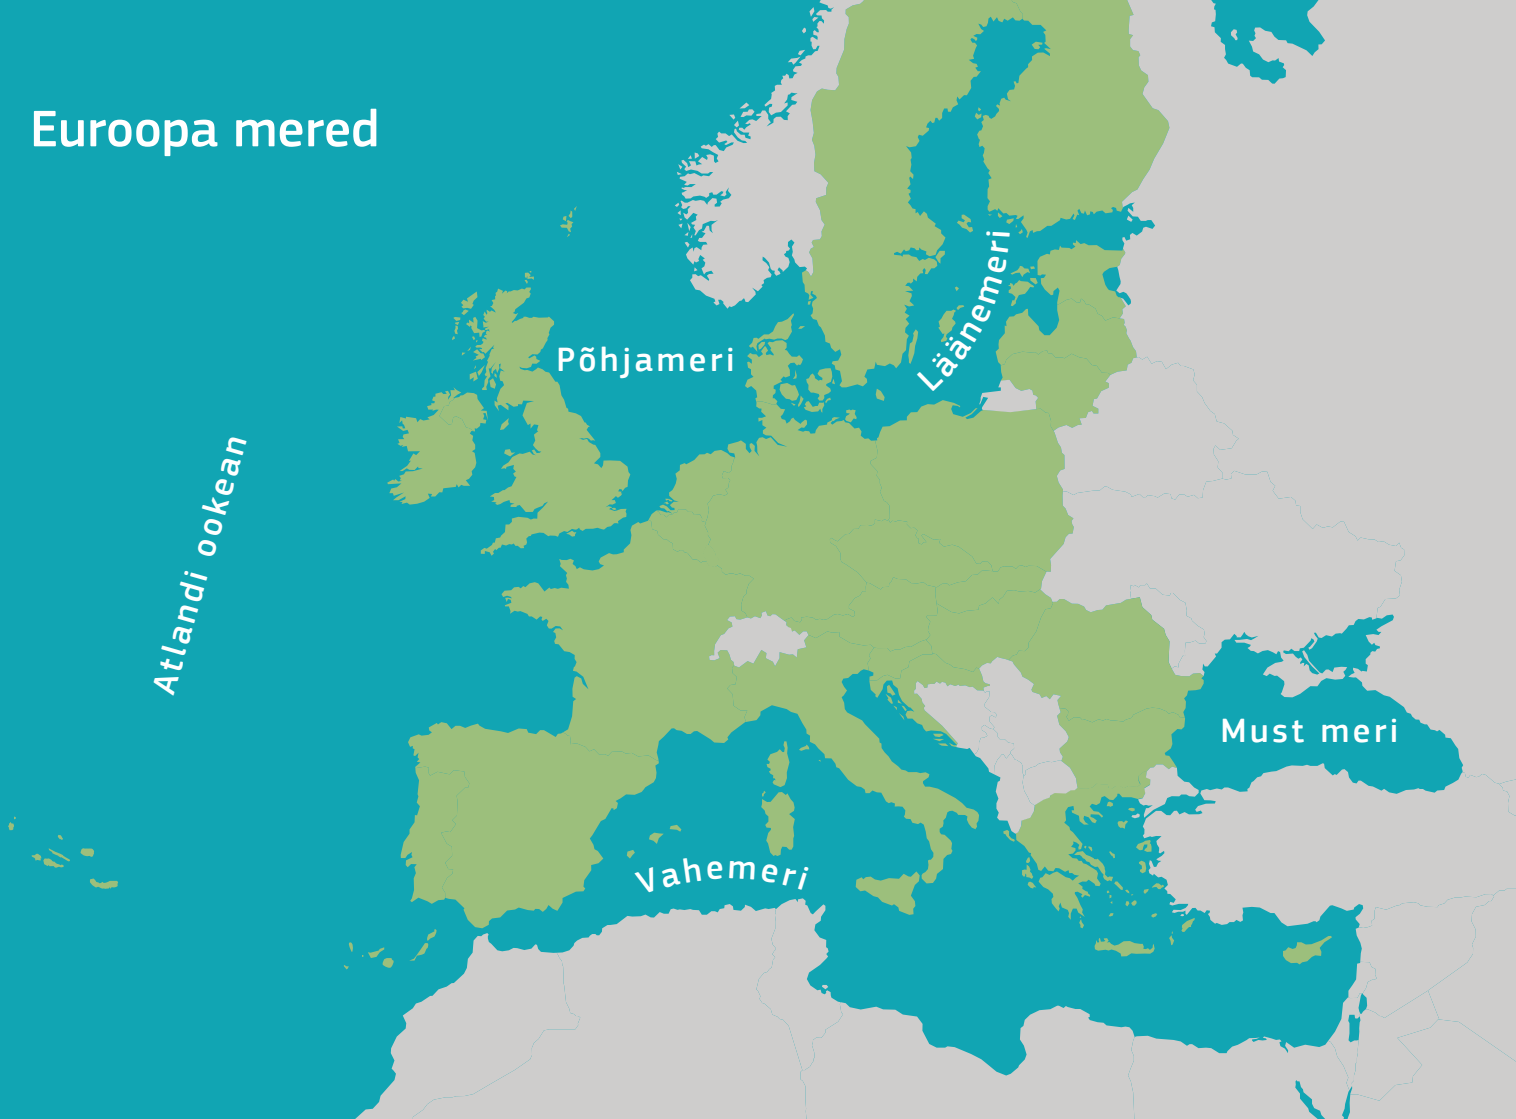 Euroopa mered
Põhjameri
Läänemeri
Atlandi ookean
Must meri
Vahemeri